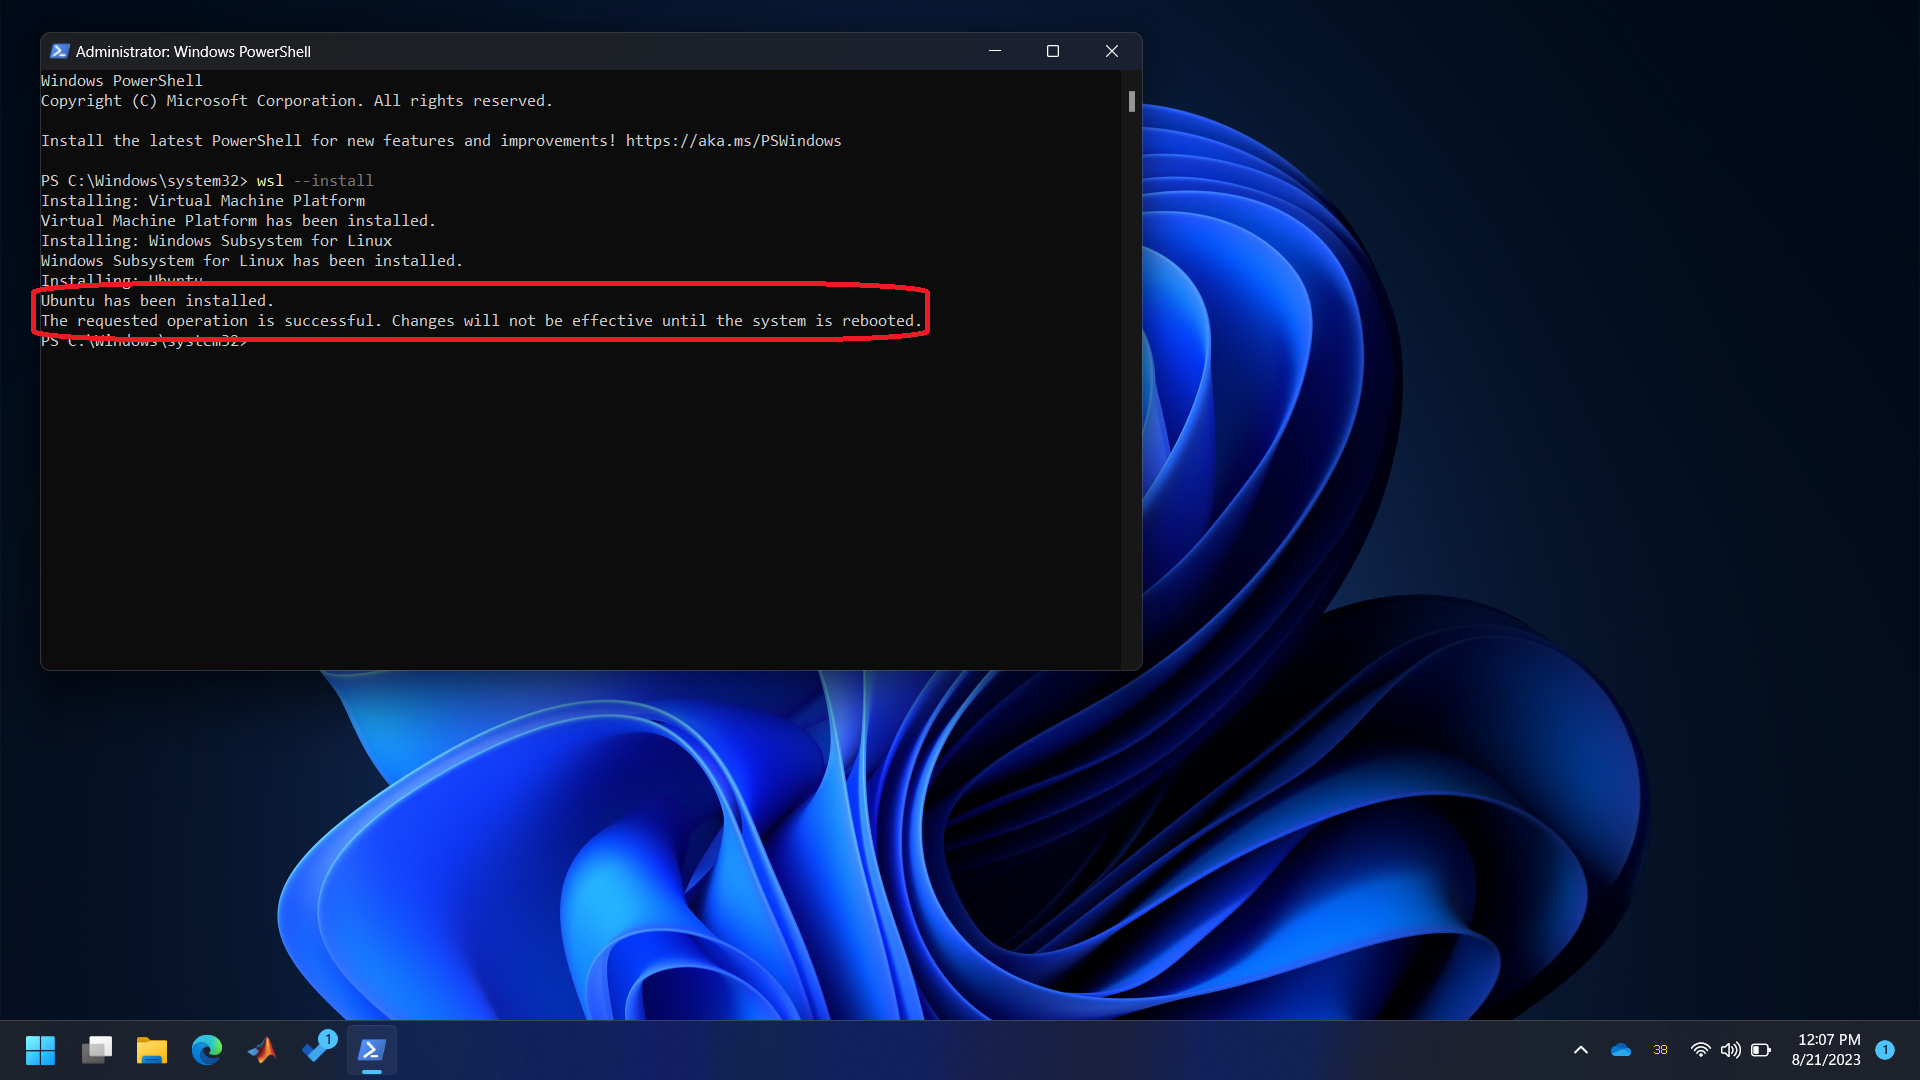 Administrator: Windows PowerShell
Windows PowerShell
Copyright (C) Microsoft Corporation. All rights reserved.
Install the latest PowerShell for new features and improvements! https://aka.ms/PSWindows
PS C:\Windows\system32> wsl --install
Installing: Virtual Machine Platform
Virtual Machine Platform has been installed.
Installing: Windows Subsystem for Linux
Windows Subsystem for Linux has been installed.
Installing: Ubuntu
Ubuntu has been installed.
The requested operation is successful. Changes will not be effective until the system is rebooted.
PS C:\Windows\system32>
1
38
12:07 PM
8/21/2023
1